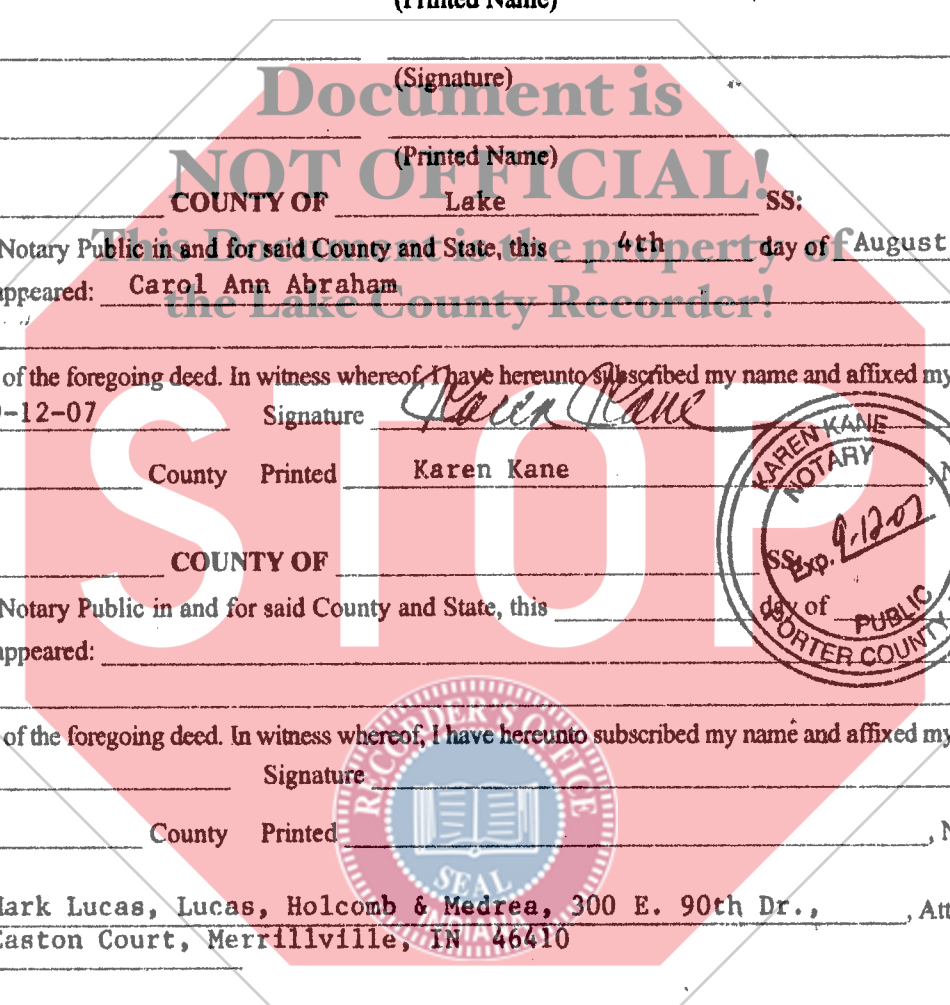 (Printed Name)
(Signature)
Document is
(Printed Name)
NOT OFFICIAL!
COUNTY OF Lake SS:
Notary Public in and for said County and State, this 4th day of August
This Document is the property of
appeared: Carol Ann Abraham
the Lake County Recorder!
of the foregoing deed. In witness whereof, I have hereunto subscribed my name and affixed my
-12-07 Signature Karen Kane
County Printed Karen Kane
STOP
KAREN KANE
NOTARY
Exp. 9-12-07
PUBLIC
PORTER COUNTY
COUNTY OF SS:
Notary Public in and for said County and State, this day of
appeared:
of the foregoing deed. In witness whereof, I have hereunto subscribed my name and affixed my
Signature
County Printed , N
RECORDER'S OFFICE
SEAL
INDIANA
Mark Lucas, Lucas, Holcomb & Medrea, 300 E. 90th Dr., , Att
Easton Court, Merrillville, IN 46410